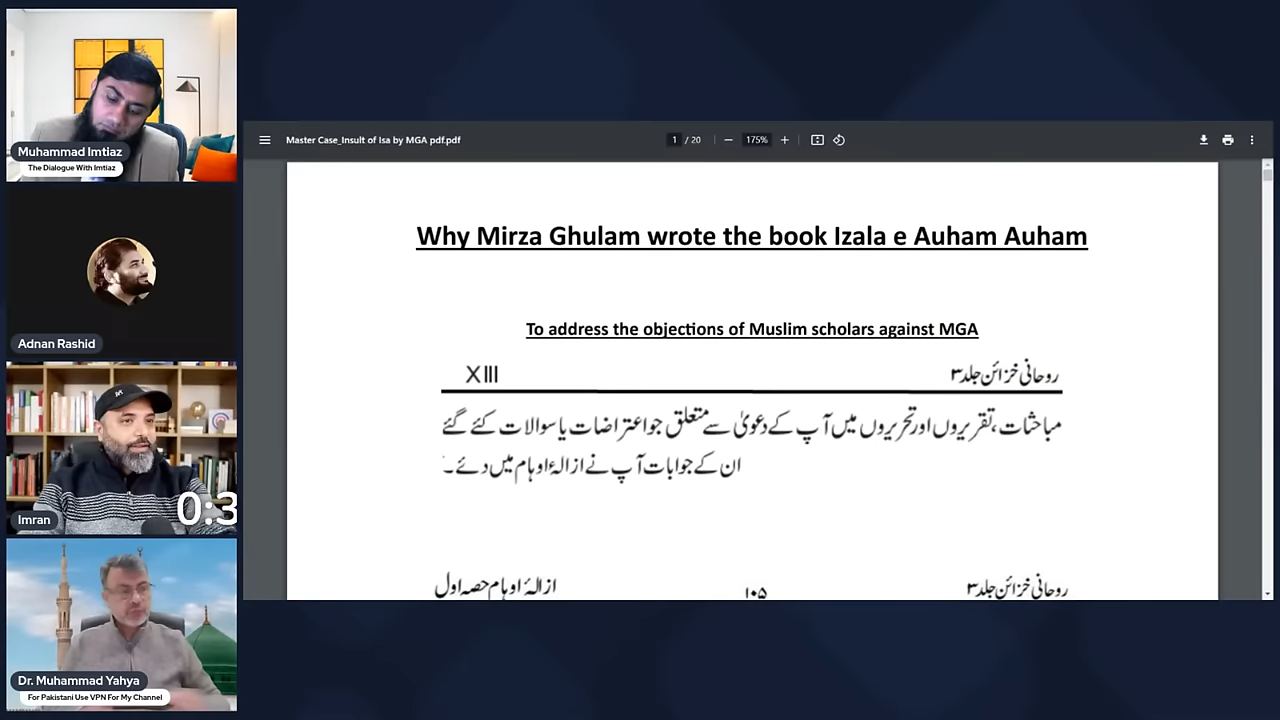 Muhammad Imtiaz
The Dialogue With Imtiaz
Adnan Rashid
Imran
0:3
Dr. Muhammad Yahya
For Pakistani Use VPN For My Channel
Master Case_Insult of Isa by MGA pdf.pdf
1 / 20
175%
Why Mirza Ghulam wrote the book Izala e Auham Auham
To address the objections of Muslim scholars against MGA
روحانی خزائن جلد ۳
XIII
مباحثات، تقریروں اور تحریروں میں آپ کے دعویٰ سے متعلق جو اعتراضات یا سوالات کئے گئے
ان کے جوابات آپ نے ازالۂ اوہام میں دئے۔
روحانی خزائن جلد ۳
۱۰۵
ازالۂ اوہام حصہ اول